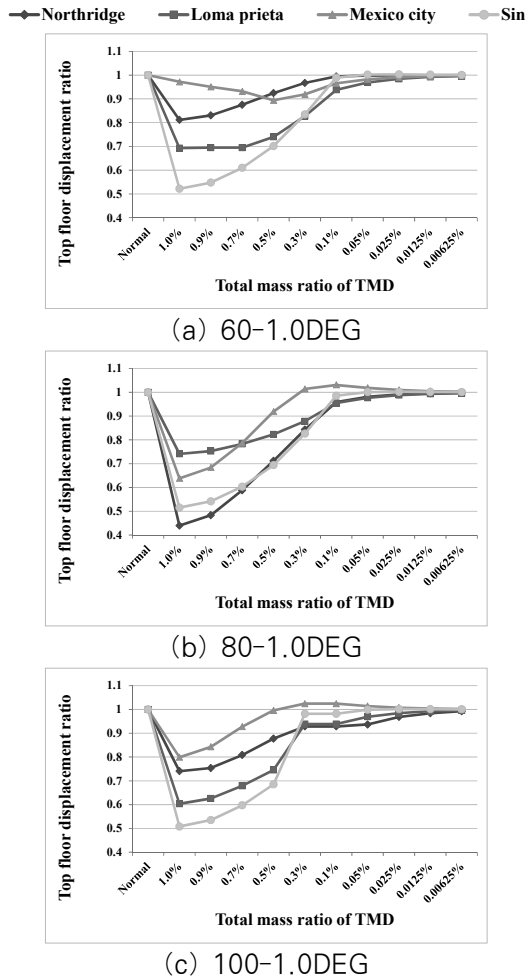 Northridge Loma prieta Mexico city Sin
1.1
1
0.9
0.8
0.7
0.6
0.5
0.4
Top floor displacement ratio
Normal 1.0% 0.9% 0.7% 0.5% 0.3% 0.1% 0.05% 0.025% 0.0125% 0.00625%
Total mass ratio of TMD
(a) 60-1.0DEG
1.1
1
0.9
0.8
0.7
0.6
0.5
0.4
Top floor displacement ratio
Normal 1.0% 0.9% 0.7% 0.5% 0.3% 0.1% 0.05% 0.025% 0.0125% 0.00625%
Total mass ratio of TMD
(b) 80-1.0DEG
1.1
1
0.9
0.8
0.7
0.6
0.5
0.4
Top floor displacement ratio
Normal 1.0% 0.9% 0.7% 0.5% 0.3% 0.1% 0.05% 0.025% 0.0125% 0.00625%
Total mass ratio of TMD
(c) 100-1.0DEG